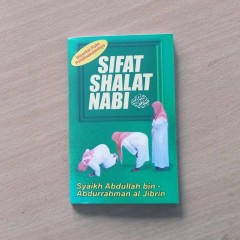 SIFAT
SHALAT
NABI
Syaikh Abdullah bin -
Abdurrahman al Jibrin